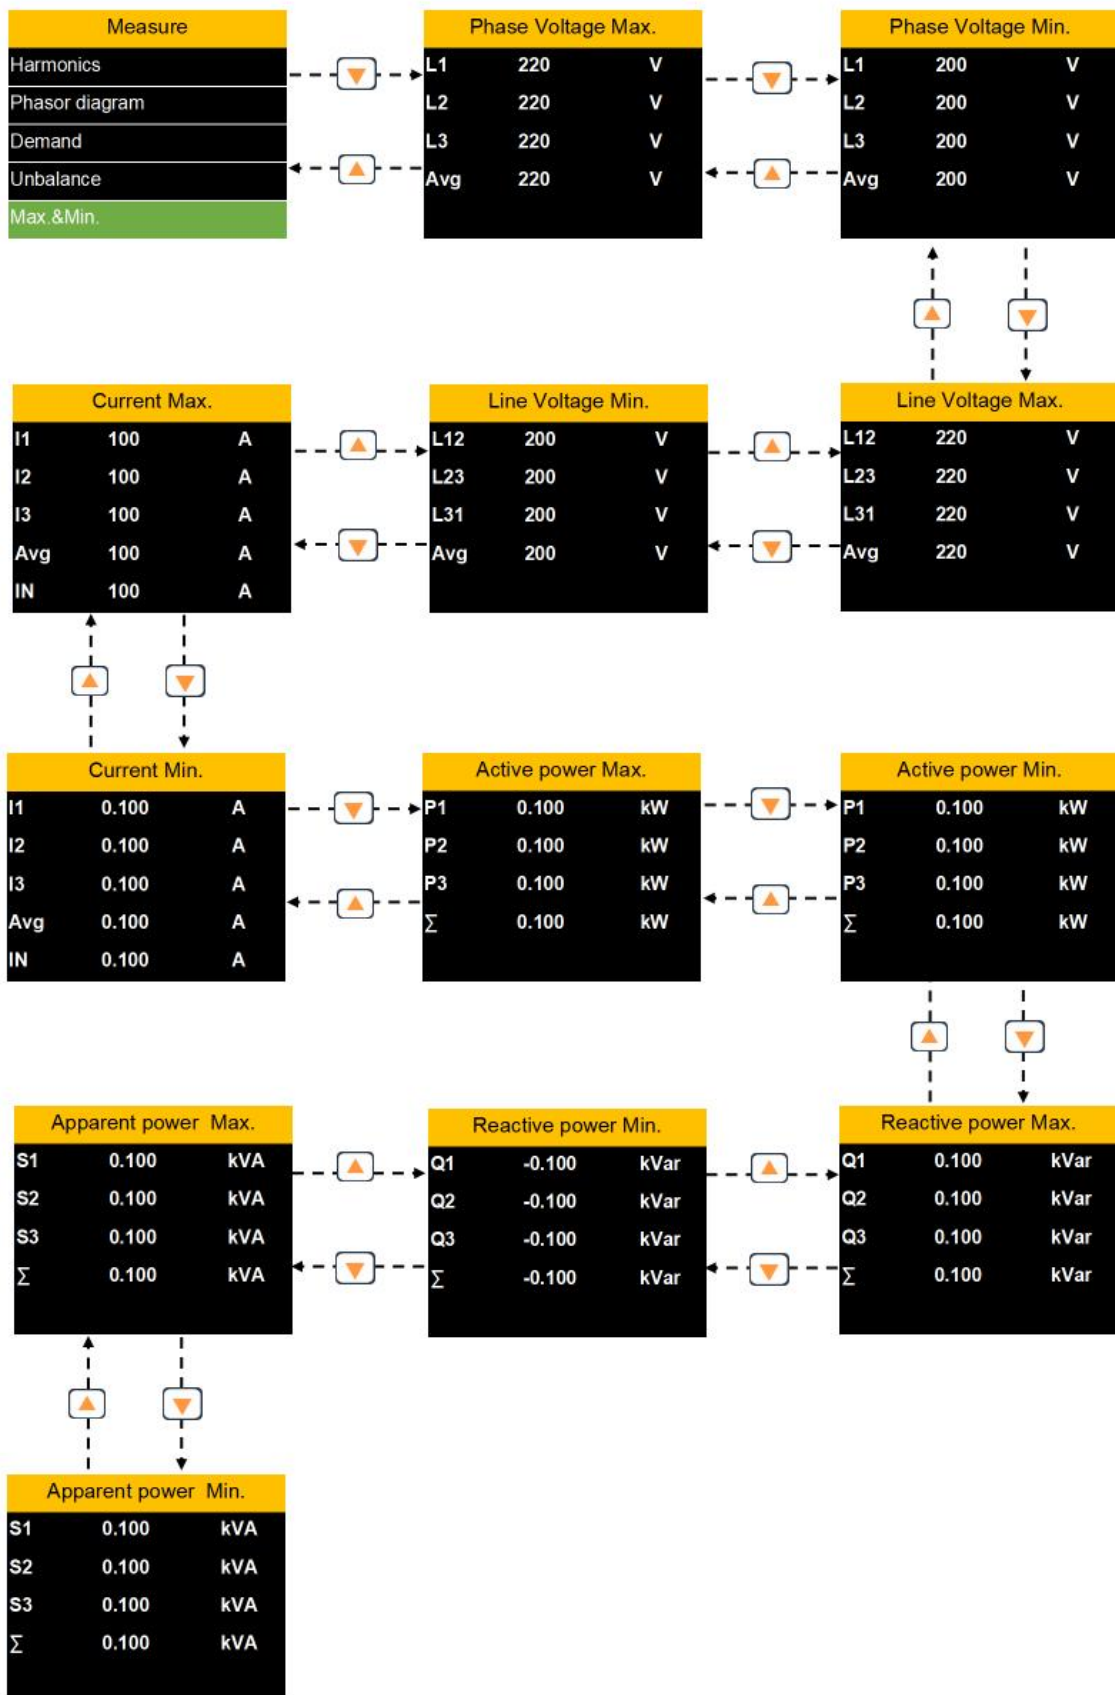 Measure
Harmonics
Phasor diagram
Demand
Unbalance
Max.&Min.
Phase Voltage Max.
L1 220 V
L2 220 V
L3 220 V
Avg 220 V
Phase Voltage Min.
L1 200 V
L2 200 V
L3 200 V
Avg 200 V
Current Max.
I1 100 A
I2 100 A
I3 100 A
Avg 100 A
IN 100 A
Line Voltage Min.
L12 200 V
L23 200 V
L31 200 V
Avg 200 V
Line Voltage Max.
L12 220 V
L23 220 V
L31 220 V
Avg 220 V
Current Min.
I1 0.100 A
I2 0.100 A
I3 0.100 A
Avg 0.100 A
IN 0.100 A
Active power Max.
P1 0.100 kW
P2 0.100 kW
P3 0.100 kW
Σ 0.100 kW
Active power Min.
P1 0.100 kW
P2 0.100 kW
P3 0.100 kW
Σ 0.100 kW
Apparent power Max.
S1 0.100 kVA
S2 0.100 kVA
S3 0.100 kVA
Σ 0.100 kVA
Reactive power Min.
Q1 -0.100 kVar
Q2 -0.100 kVar
Q3 -0.100 kVar
Σ -0.100 kVar
Reactive power Max.
Q1 0.100 kVar
Q2 0.100 kVar
Q3 0.100 kVar
Σ 0.100 kVar
Apparent power Min.
S1 0.100 kVA
S2 0.100 kVA
S3 0.100 kVA
Σ 0.100 kVA